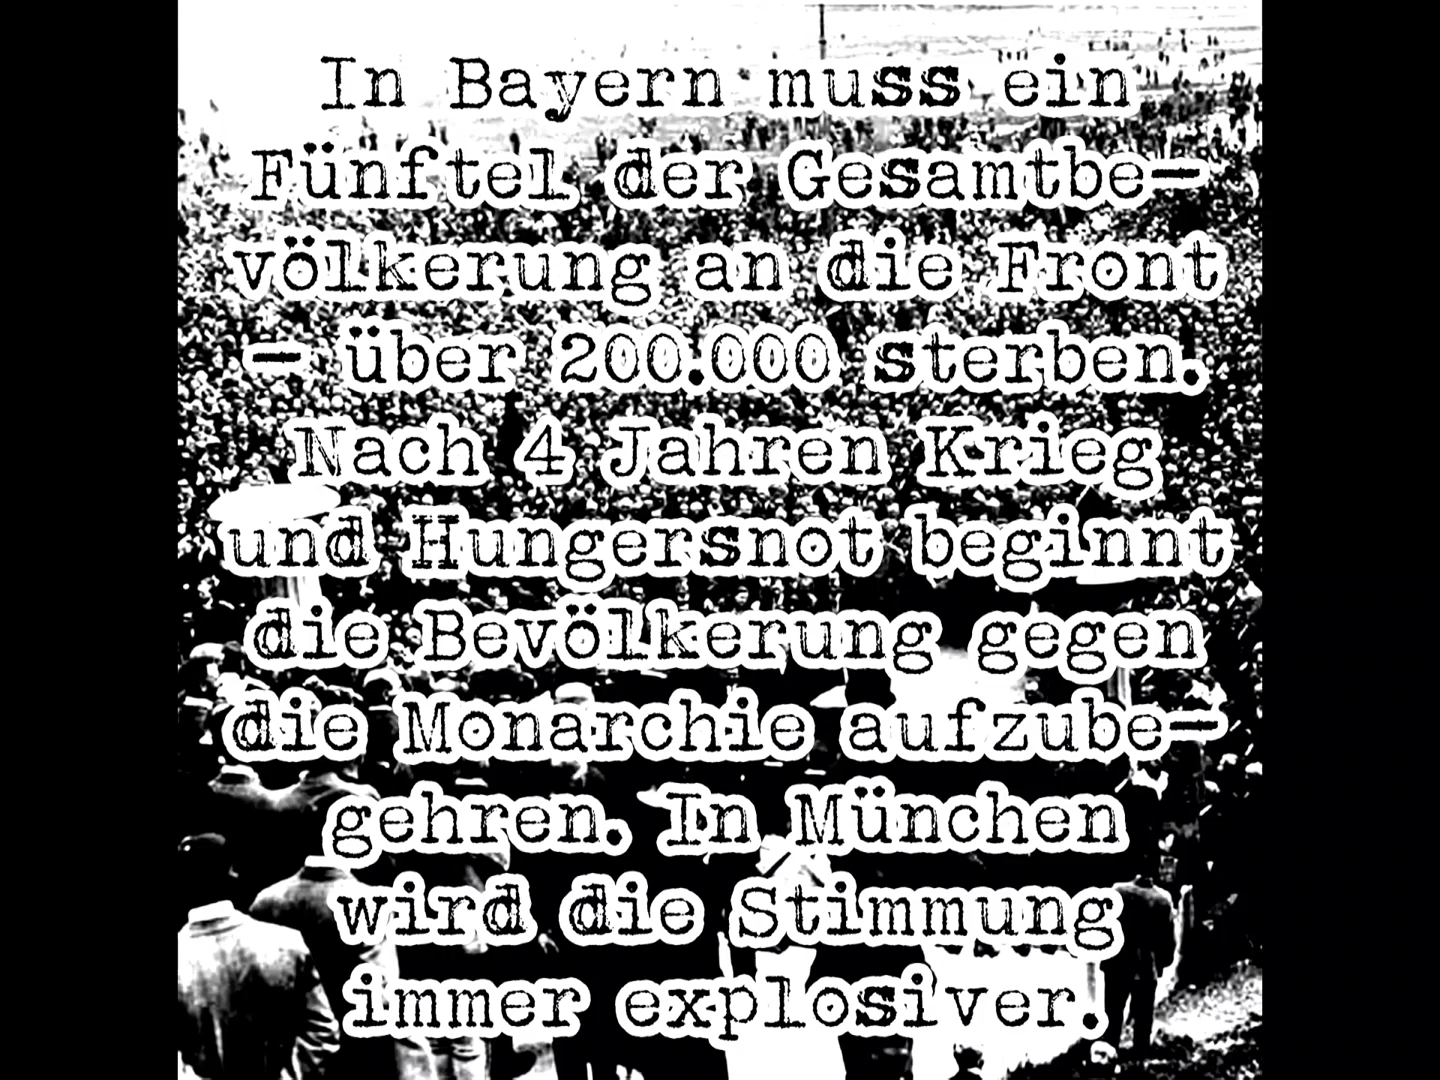 In Bayern muss ein
Fünftel der Gesamtbe-
völkerung an die Front
- über 200.000 sterben.
Nach 4 Jahren Krieg
und Hungersnot beginnt
die Bevölkerung gegen
die Monarchie aufzube-
gehren. In München
wird die Stimmung
immer explosiver.